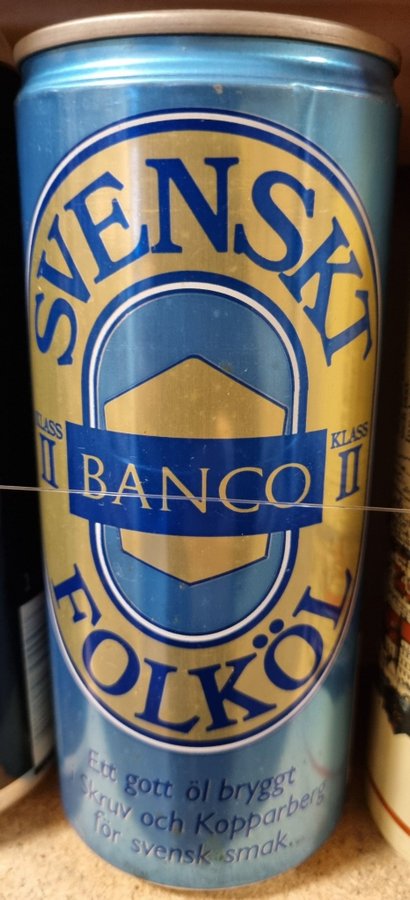 SVENSKT
KLASS
II
BANCO
KLASS
II
FOLKÖL
Ett gott öl bryggt
i Skruv och Kopparberg
för svensk smak...